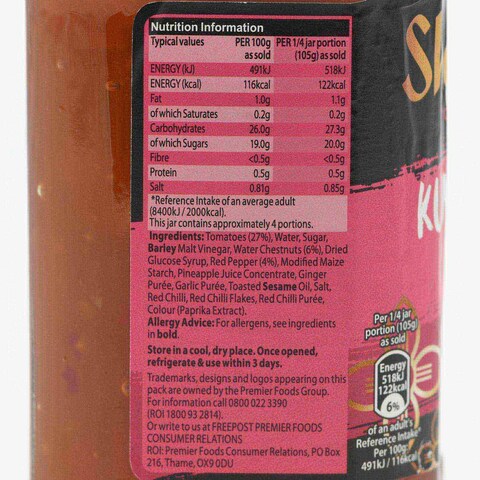 Nutrition Information
Typical values PER 100g as sold PER 1/4 jar portion (105g) as sold
ENERGY (kJ) 491kJ 518kJ
ENERGY (kcal) 116kcal 122kcal
Fat 1.0g 1.1g
of which Saturates 0.2g 0.2g
Carbohydrates 26.0g 27.3g
of which Sugars 19.0g 20.0g
Fibre <0.5g <0.5g
Protein 0.5g 0.5g
Salt 0.81g 0.85g
*Reference Intake of an average adult
(8400kJ / 2000kcal).
This jar contains approximately 4 portions.
Ingredients: Tomatoes (27%), Water, Sugar,
Barley Malt Vinegar, Water Chestnuts (6%), Dried
Glucose Syrup, Red Pepper (4%), Modified Maize
Starch, Pineapple Juice Concentrate, Ginger
Purée, Garlic Purée, Toasted Sesame Oil, Salt,
Red Chilli, Red Chilli Flakes, Red Chilli Purée,
Colour (Paprika Extract).
Allergy Advice: For allergens, see ingredients
in bold.
Store in a cool, dry place. Once opened,
refrigerate & use within 3 days.
Trademarks, designs and logos appearing on this
pack are owned by the Premier Foods Group.
For information call 0800 022 3390
(ROI 1800 93 2814).
Or write to us at FREEPOST PREMIER FOODS
CONSUMER RELATIONS
ROI: Premier Foods Consumer Relations, PO Box
216, Thame, OX9 0DU
Per 1/4 jar
portion (105g)
as sold
Energy
518kJ
122kcal
6%
of an adult's
Reference Intake*
Per 100g:
491kJ / 116kcal